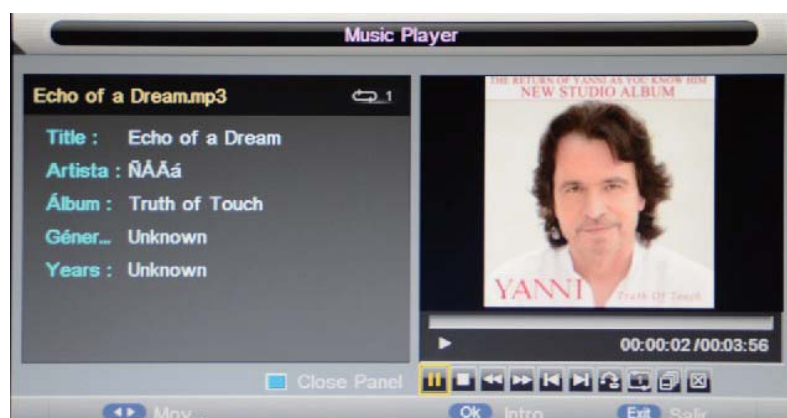 Music Player
Echo of a Dream.mp3
1
Title : Echo of a Dream
Artista : ÑÅÄá
Álbum : Truth of Touch
Géner... Unknown
Years : Unknown
Close Panel
THE RETURN OF YANNI AS YOU KNOW HIM
NEW STUDIO ALBUM
YANNI Truth Of Touch
00:00:02 /00:03:56
Mov
Ok Intro
Exit Salir